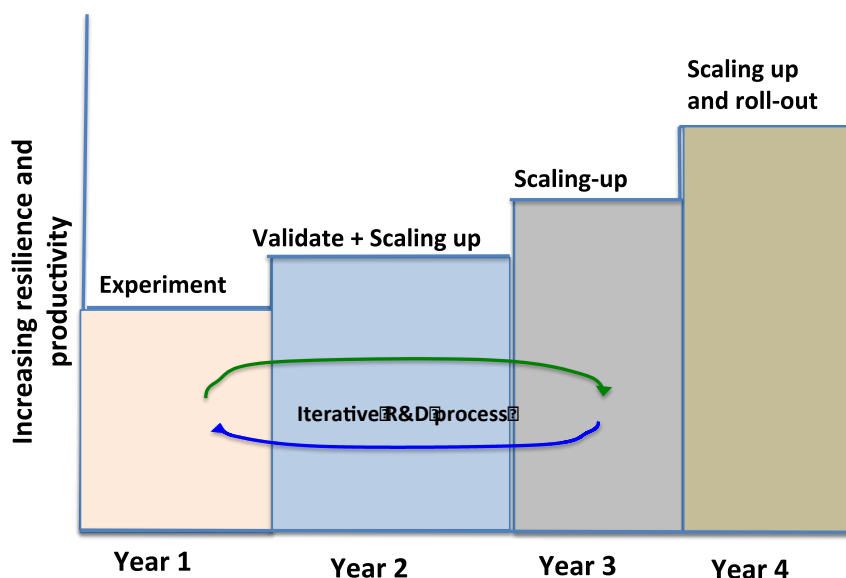 Scaling up
and roll-out
Scaling-up
Validate + Scaling up
Experiment
Increasing resilience and
productivity
Iterative R&D process
Year 1
Year 2
Year 3
Year 4